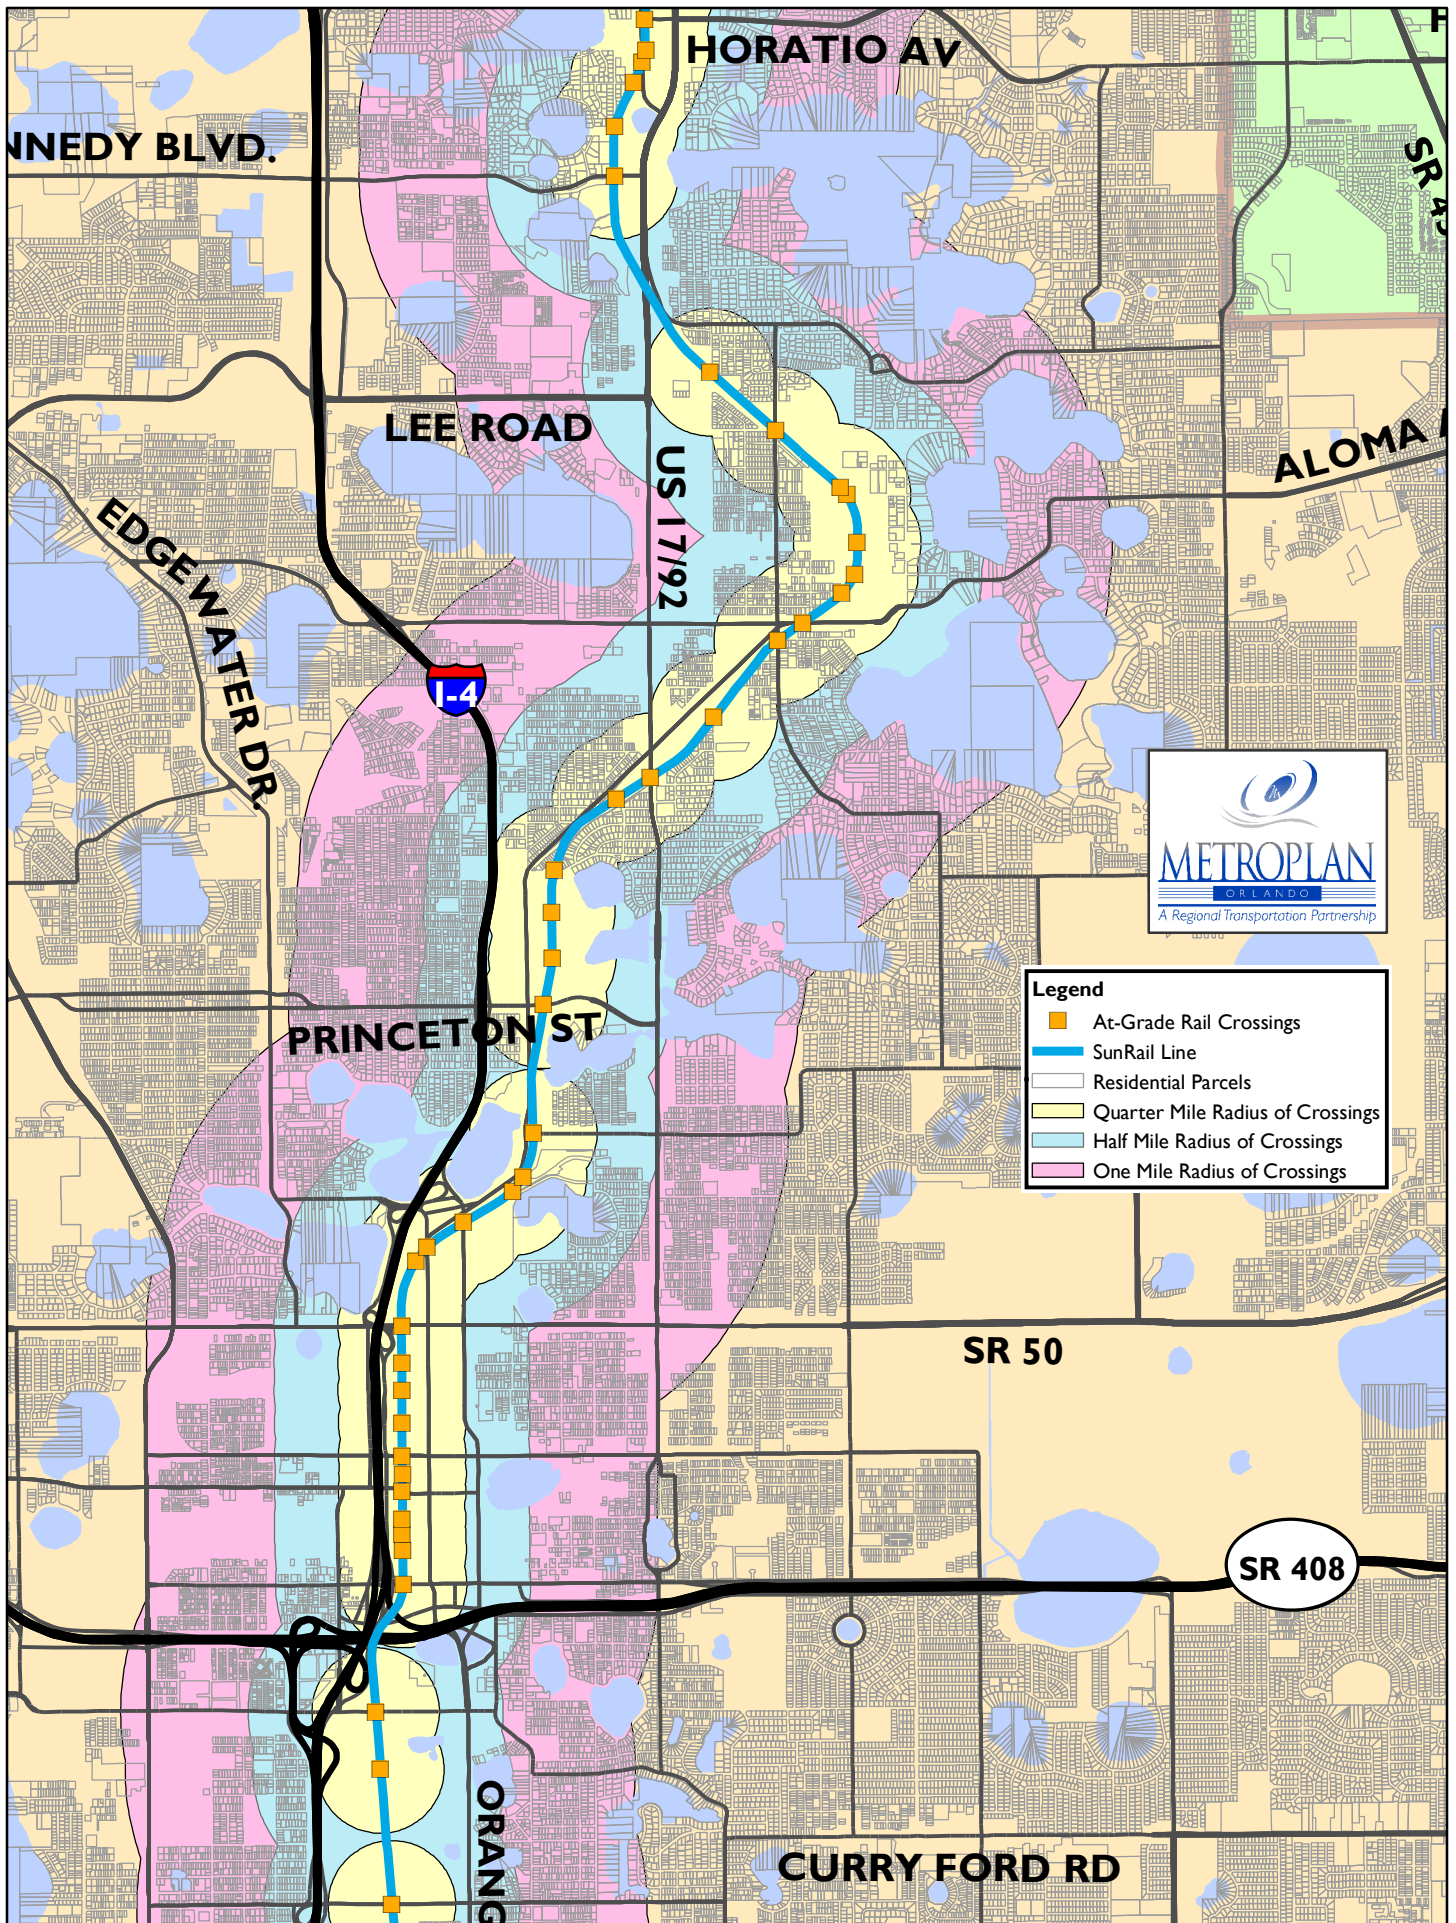 HORATIO AV
NNEDY BLVD.
SR 43
LEE ROAD
US 17/92
ALOMA A
EDGEWATER DR.
I-4
METROPLAN
ORLANDO
A Regional Transportation Partnership
Legend
At-Grade Rail Crossings
SunRail Line
Residential Parcels
Quarter Mile Radius of Crossings
Half Mile Radius of Crossings
One Mile Radius of Crossings
PRINCETON ST
SR 50
SR 408
ORANG
CURRY FORD RD